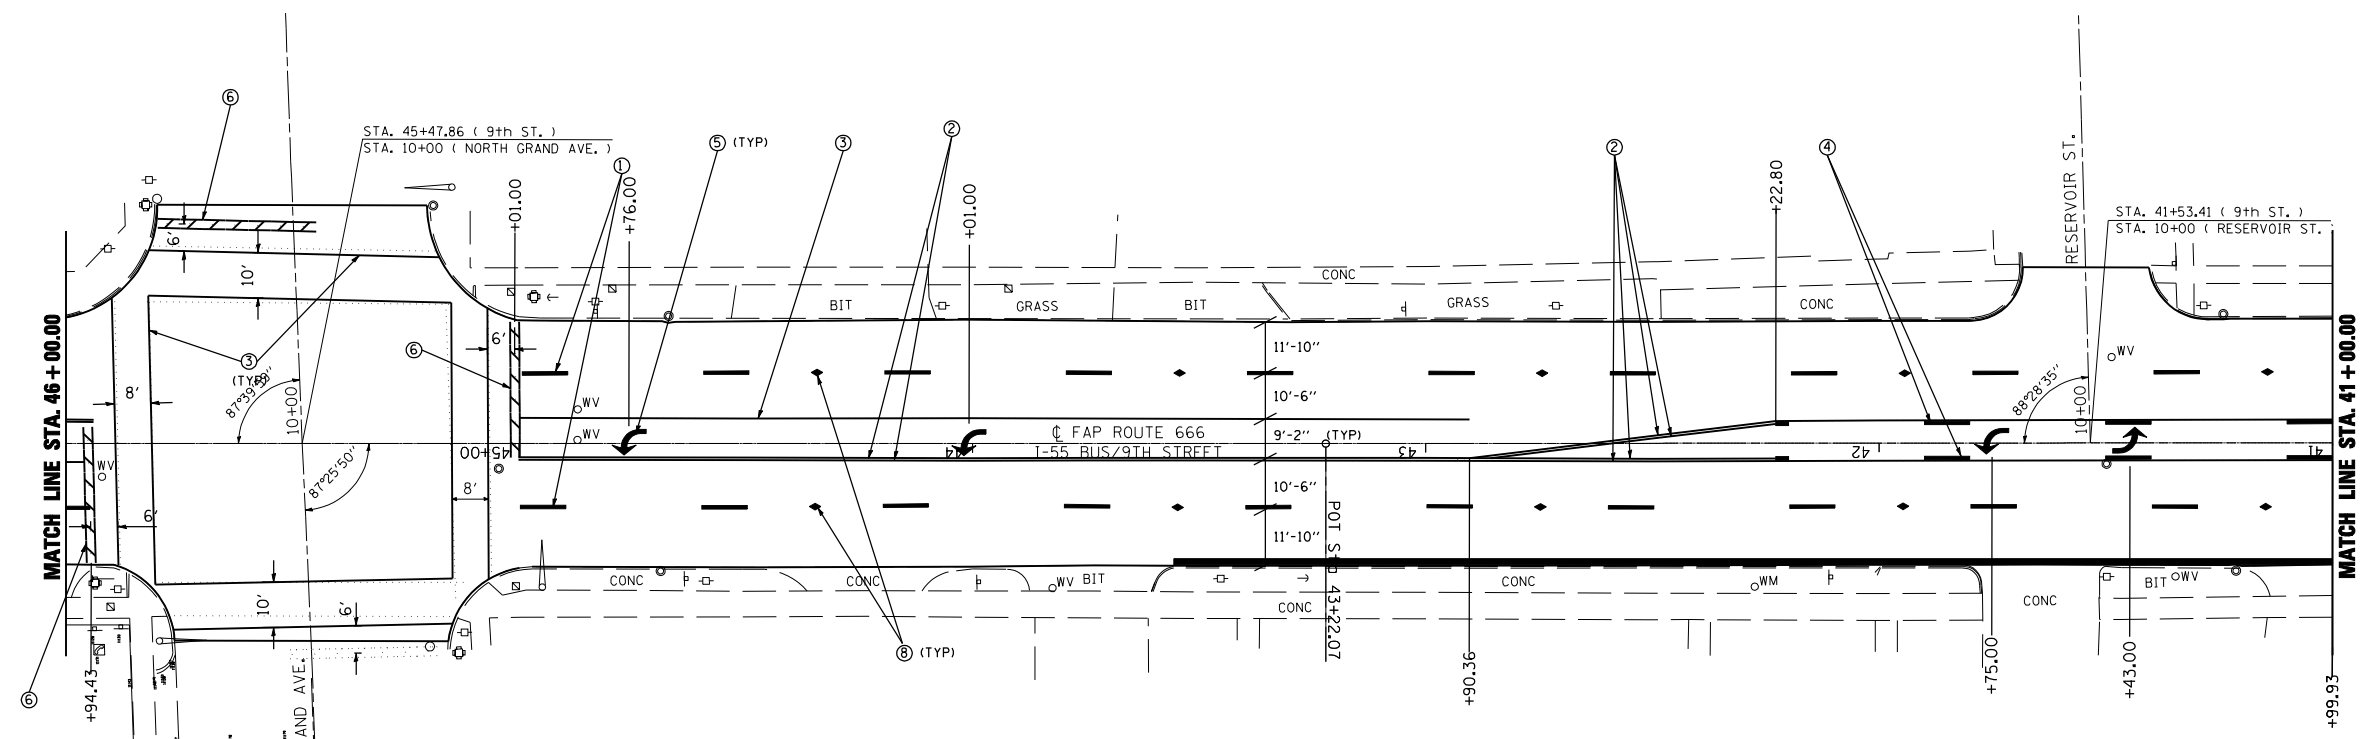 6
STA. 45+47.86 ( 9th ST. )
STA. 10+00 ( NORTH GRAND AVE. )
1
5 (TYP)
3
2
2
4
+01.00
+76.00
+01.00
+22.80
RESERVOIR ST.
STA. 41+53.41 ( 9th ST. )
STA. 10+00 ( RESERVOIR ST.
6'
10'
CONC
BIT
GRASS
BIT
GRASS
CONC
MATCH LINE STA. 46+00.00
3
(TYP)
87°39'53"
10+00
8'
6
6'
WV
WV
11'-10"
10'-6"
9'-2" (TYP)
10'-6"
11'-10"
℄ FAP ROUTE 666
I-55 BUS/9TH STREET
45+00
44
43
42
41
WV
88°28'35"
10+00
MATCH LINE STA. 41+00.00
WV
87°25'50"
8'
6'
10'
6'
POT STA 43+22.07
CONC
CONC
WV BIT
CONC
WM
BIT WV
CONC
CONC
6
+94.43
AND AVE.
8 (TYP)
+90.36
+75.00
+43.00
+99.93